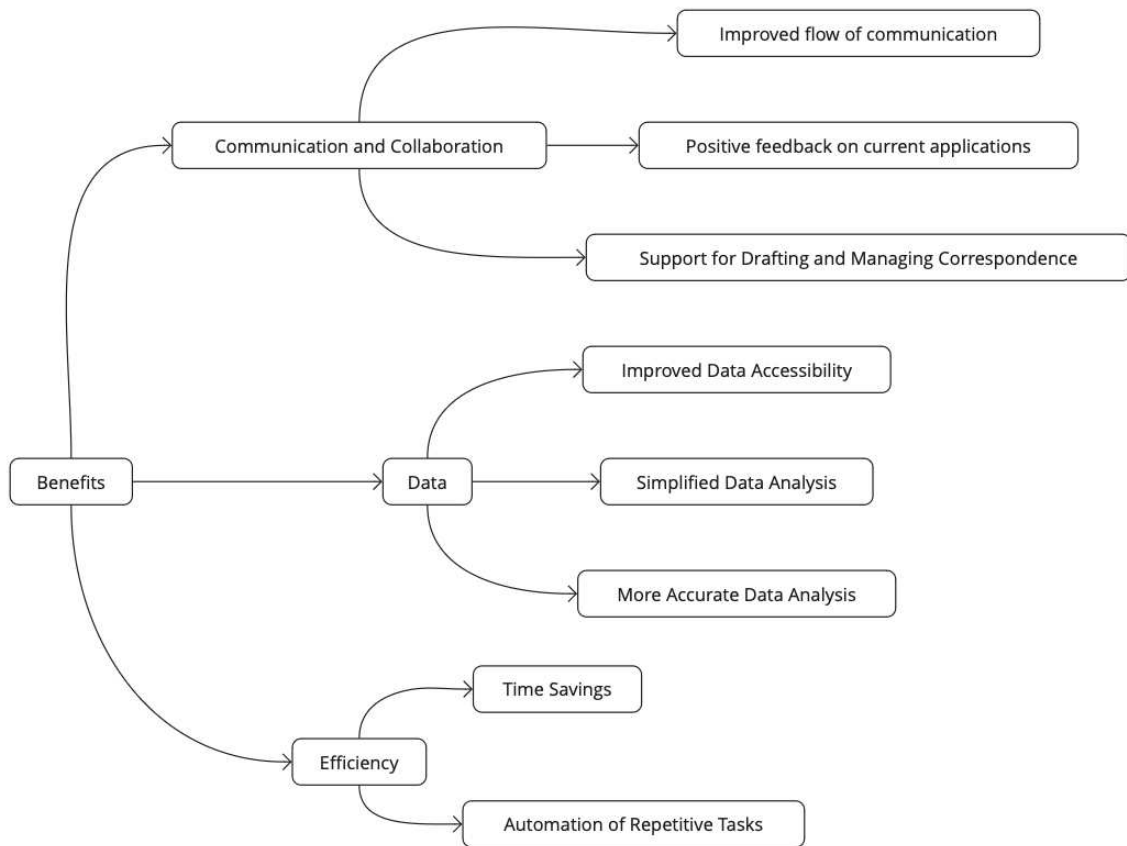 Improved flow of communication
Communication and Collaboration
Positive feedback on current applications
Support for Drafting and Managing Correspondence
Improved Data Accessibility
Benefits
Data
Simplified Data Analysis
More Accurate Data Analysis
Time Savings
Efficiency
Automation of Repetitive Tasks